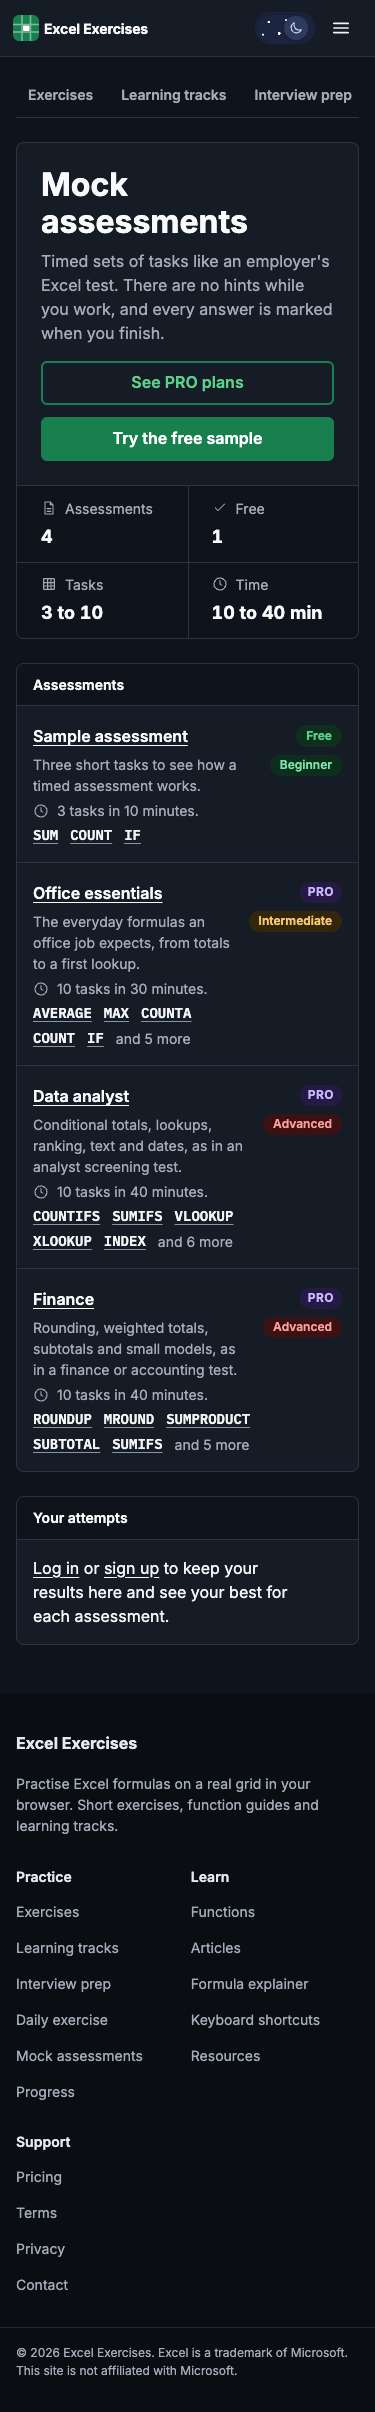 Excel Exercises
Exercises Learning tracks Interview prep
Mock
assessments
Timed sets of tasks like an employer's
Excel test. There are no hints while
you work, and every answer is marked
when you finish.
See PRO plans
Try the free sample
Assessments
4
Free
1
Tasks
3 to 10
Time
10 to 40 min
Assessments
Sample assessment
Free
Beginner
Three short tasks to see how a
timed assessment works.
3 tasks in 10 minutes.
SUM COUNT IF
Office essentials
PRO
Intermediate
The everyday formulas an
office job expects, from totals
to a first lookup.
10 tasks in 30 minutes.
AVERAGE MAX COUNTA
COUNT IF and 5 more
Data analyst
PRO
Advanced
Conditional totals, lookups,
ranking, text and dates, as in an
analyst screening test.
10 tasks in 40 minutes.
COUNTIFS SUMIFS VLOOKUP
XLOOKUP INDEX and 6 more
Finance
PRO
Advanced
Rounding, weighted totals,
subtotals and small models, as
in a finance or accounting test.
10 tasks in 40 minutes.
ROUNDUP MROUND SUMPRODUCT
SUBTOTAL SUMIFS and 5 more
Your attempts
Log in or sign up to keep your
results here and see your best for
each assessment.
Excel Exercises
Practise Excel formulas on a real grid in your
browser. Short exercises, function guides and
learning tracks.
Practice
Exercises
Learning tracks
Interview prep
Daily exercise
Mock assessments
Progress
Learn
Functions
Articles
Formula explainer
Keyboard shortcuts
Resources
Support
Pricing
Terms
Privacy
Contact
© 2026 Excel Exercises. Excel is a trademark of Microsoft.
This site is not affiliated with Microsoft.